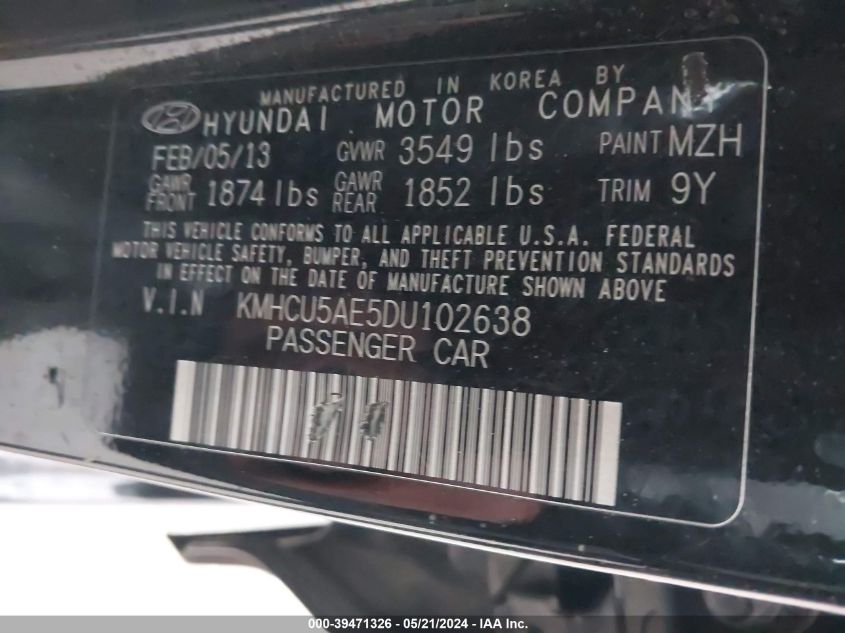 MANUFACTURED IN KOREA BY
HYUNDAI MOTOR COMPANY
FEB/05/13 GVWR 3549 lbs PAINT MZH
GAWR FRONT 1874 lbs GAWR REAR 1852 lbs TRIM 9Y
THIS VEHICLE CONFORMS TO ALL APPLICABLE U.S.A. FEDERAL
MOTOR VEHICLE SAFETY, BUMPER, AND THEFT PREVENTION STANDARDS
IN EFFECT ON THE DATE OF MANUFACTURE SHOWN ABOVE
V.I.N KMHCU5AE5DU102638
PASSENGER CAR
000-39471326 - 05/21/2024 - IAA Inc.